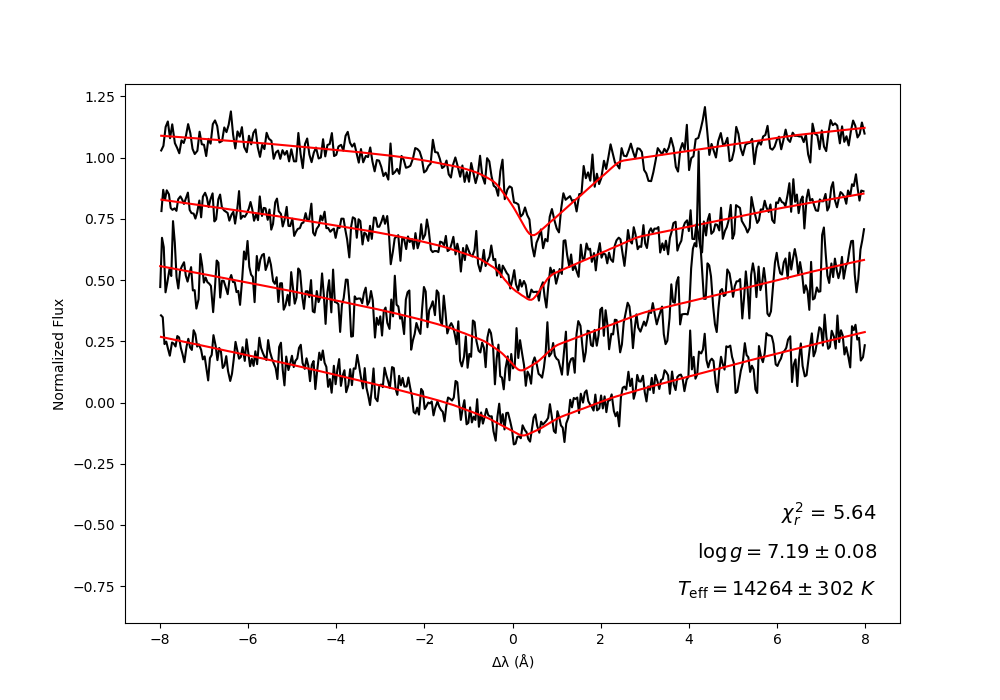 1.25
1.00
0.75
0.50
0.25
0.00
−0.25
−0.50
−0.75
Normalized Flux
χ²ᵣ = 5.64
log g = 7.19 ± 0.08
T_eff = 14264 ± 302 K
−8 −6 −4 −2 0 2 4 6 8
Δλ (Å)